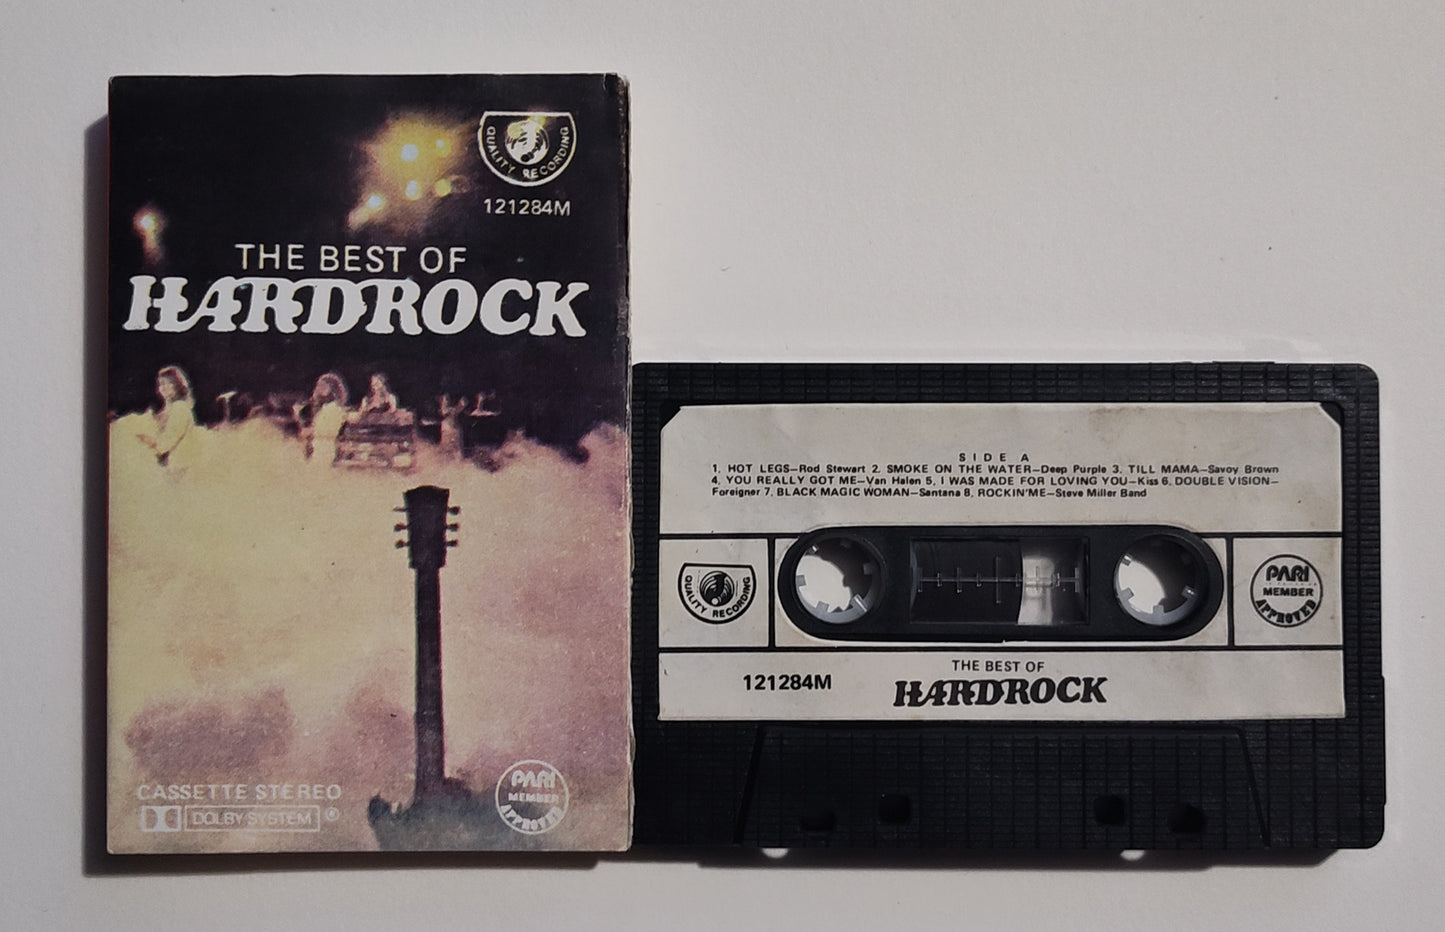 QUALITY RECORDING
121284M
THE BEST OF
HARDROCK
CASSETTE STEREO
DOLBY SYSTEM ®
PARI
MEMBER
APPROVED
SIDE A
1. HOT LEGS—Rod Stewart 2. SMOKE ON THE WATER—Deep Purple 3. TILL MAMA—Savoy Brown
4. YOU REALLY GOT ME—Van Halen 5. I WAS MADE FOR LOVING YOU—Kiss 6. DOUBLE VISION—
Foreigner 7. BLACK MAGIC WOMAN—Santana 8. ROCKIN'ME—Steve Miller Band
QUALITY RECORDING
PARI
MEMBER
APPROVED
THE BEST OF
121284M HARDROCK